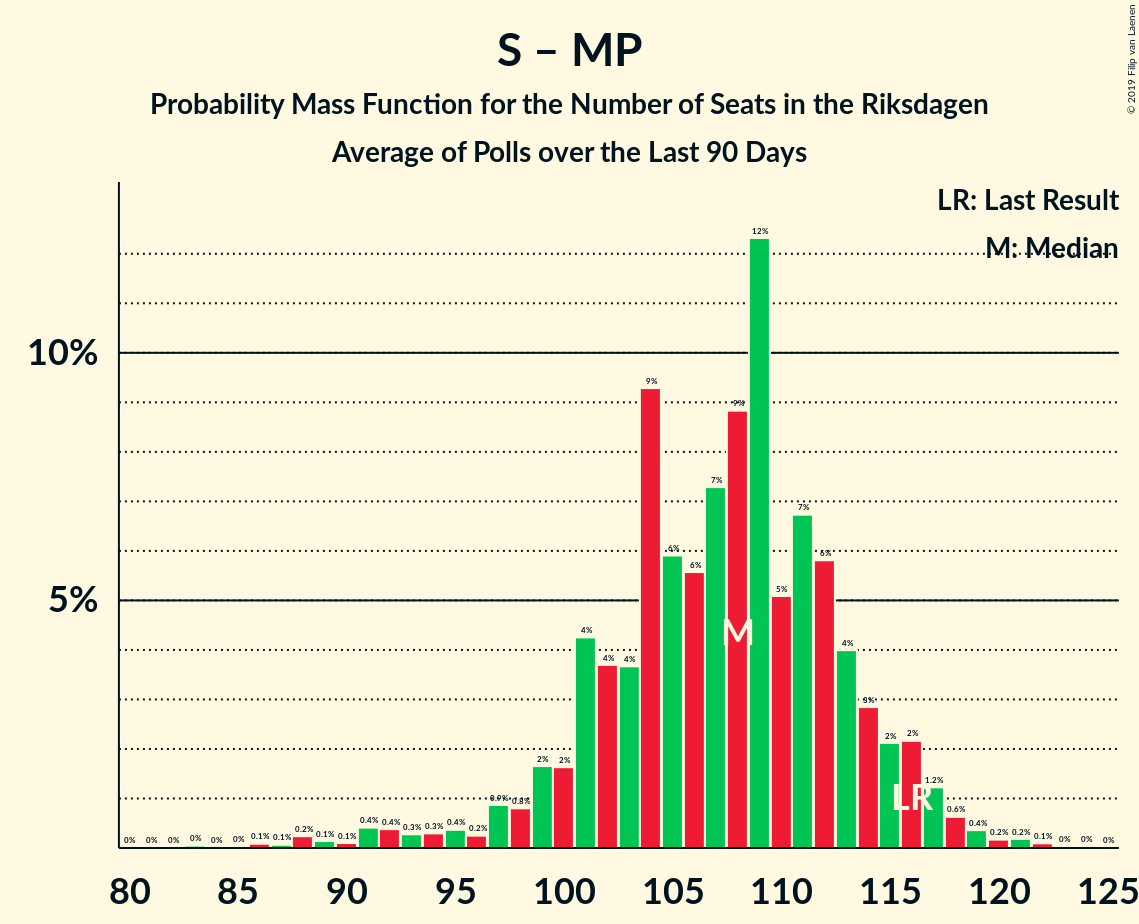 S – MP
Probability Mass Function for the Number of Seats in the Riksdagen
Average of Polls over the Last 90 Days
© 2019 Filip van Laenen
LR: Last Result
M: Median
10%
5%
0% 0% 0% 0% 0% 0% 0.1% 0.1% 0.2% 0.1% 0.1% 0.4% 0.4% 0.3% 0.3% 0.4% 0.2% 0.9% 0.8% 2% 2% 4% 4% 4% 9% 6% 6% 7% 9% 12% 5% 7% 6% 4% 3% 2% 2% 1.2% 0.6% 0.4% 0.2% 0.2% 0.1% 0% 0% 0%
M
LR
80 85 90 95 100 105 110 115 120 125